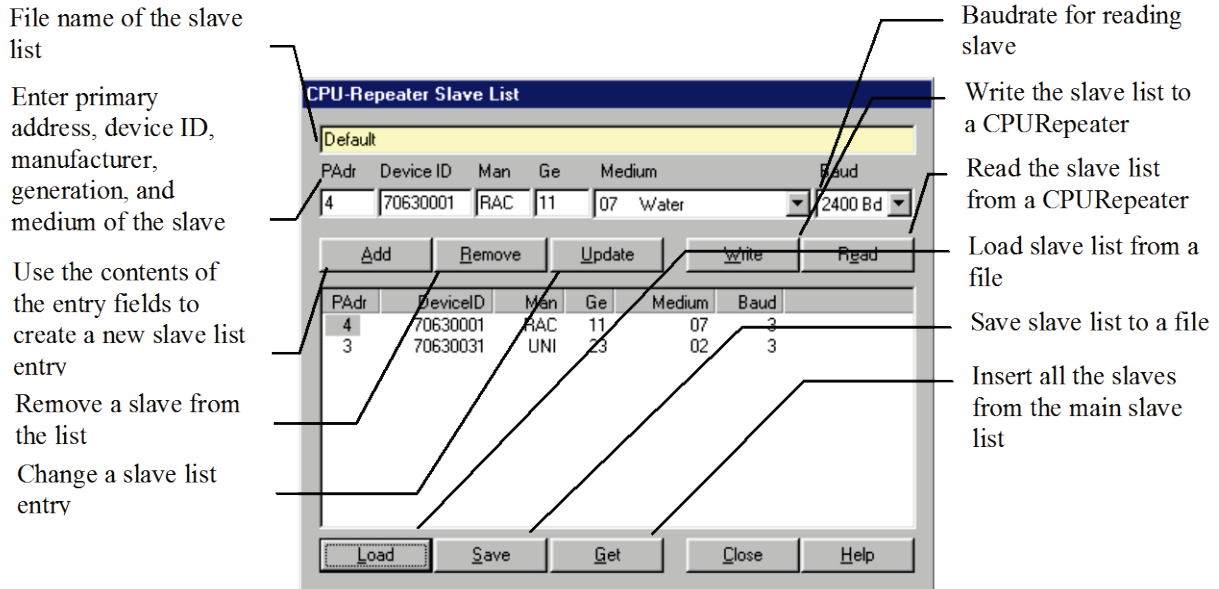 File name of the slave
list
Enter primary
address, device ID,
manufacturer,
generation, and
medium of the slave
Use the contents of
the entry fields to
create a new slave list
entry
Remove a slave from
the list
Change a slave list
entry
CPU-Repeater Slave List
Default
PAdr Device ID Man Ge Medium Baud
4 70630001 RAC 11 07 Water 2400 Bd
Add Remove Update Write Read
PAdr DeviceID Man Ge Medium Baud
4 70630001 RAC 11 07 3
3 70630031 UNI 23 02 3
Load Save Get Close Help
Baudrate for reading
slave
Write the slave list to
a CPURepeater
Read the slave list
from a CPURepeater
Load slave list from a
file
Save slave list to a file
Insert all the slaves
from the main slave
list